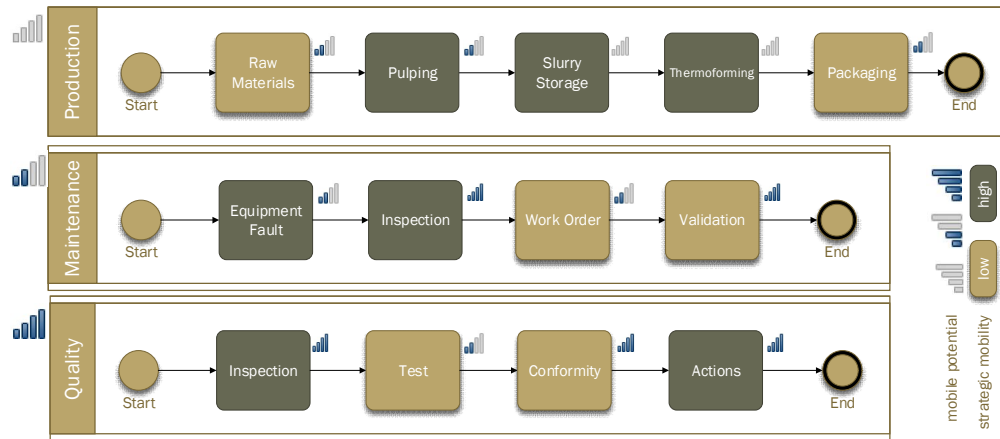 Production
Start
Raw
Materials
Pulping
Slurry
Storage
Thermoforming
Packaging
End
Maintenance
Start
Equipment
Fault
Inspection
Work Order
Validation
End
Quality
Start
Inspection
Test
Conformity
Actions
End
high
low
mobile potential
strategic mobility